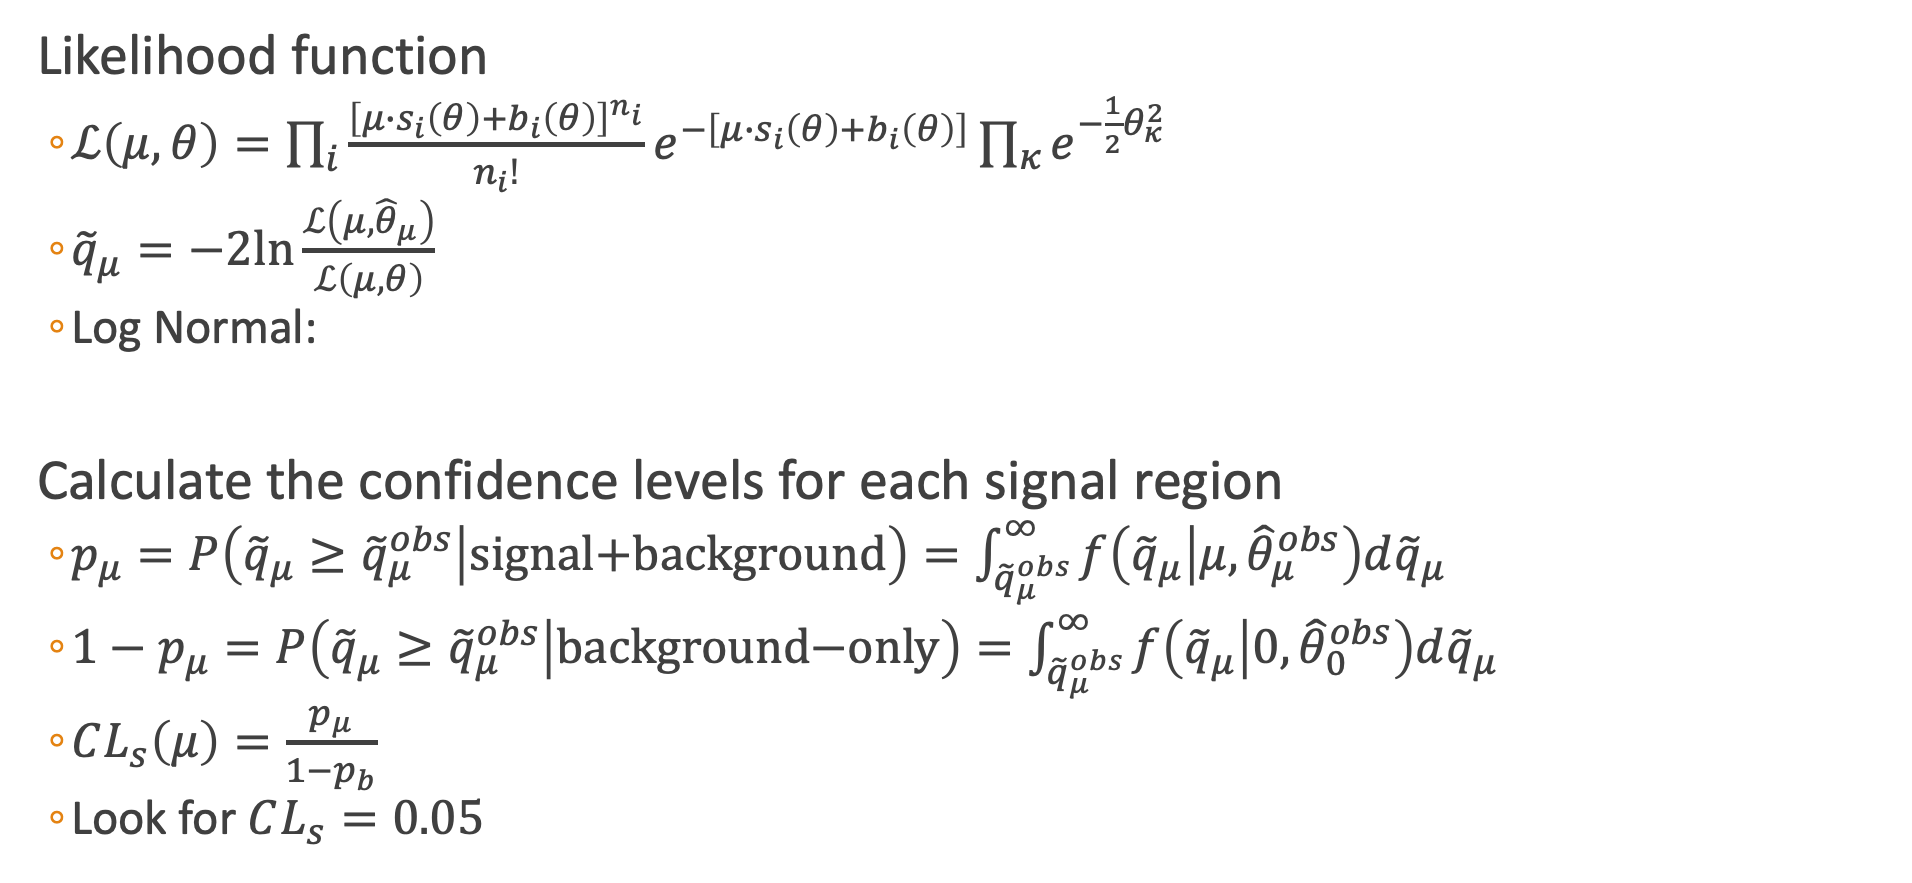 Likelihood function
◦ ℒ(μ, θ) = ∏ᵢ [μ·sᵢ(θ)+bᵢ(θ)]^{nᵢ} / nᵢ! e^{−[μ·sᵢ(θ)+bᵢ(θ)]} ∏_κ e^{−½θ_κ²}
◦ q̃_μ = −2ln ℒ(μ,θ̂_μ) / ℒ(μ,θ)
◦ Log Normal:
Calculate the confidence levels for each signal region
◦ p_μ = P(q̃_μ ≥ q̃_μ^{obs}|signal+background) = ∫_{q̃_μ^{obs}}^{∞} f(q̃_μ|μ, θ̂_μ^{obs})dq̃_μ
◦ 1 − p_μ = P(q̃_μ ≥ q̃_μ^{obs}|background−only) = ∫_{q̃_μ^{obs}}^{∞} f(q̃_μ|0, θ̂_0^{obs})dq̃_μ
◦ CL_s(μ) = p_μ / 1−p_b
◦ Look for CL_s = 0.05